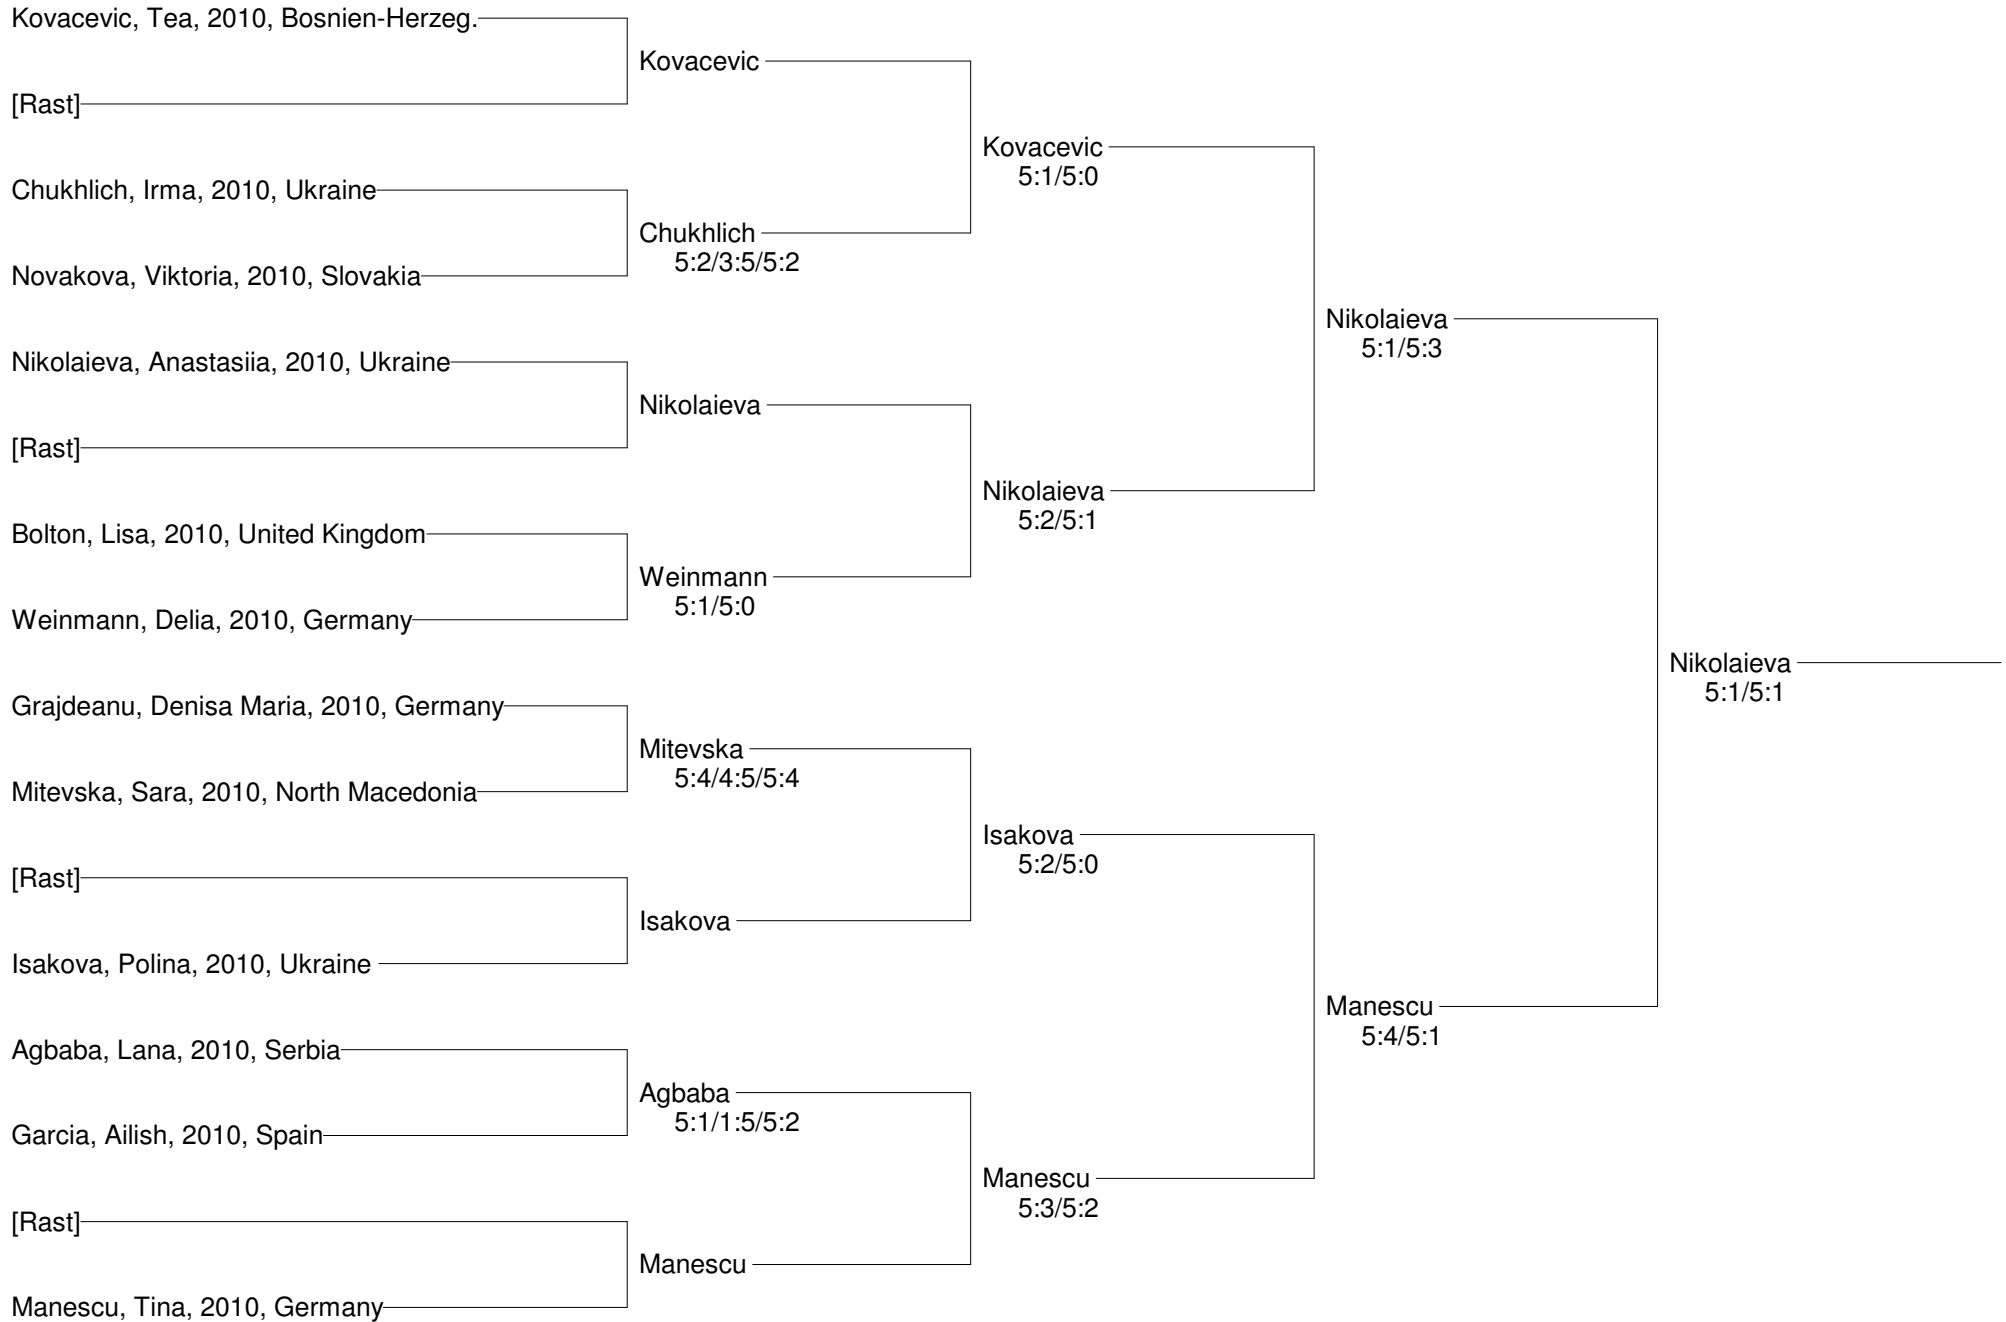 Kovacevic, Tea, 2010, Bosnien-Herzeg.
[Rast]
Chukhlich, Irma, 2010, Ukraine
Novakova, Viktoria, 2010, Slovakia
Nikolaieva, Anastasiia, 2010, Ukraine
[Rast]
Bolton, Lisa, 2010, United Kingdom
Weinmann, Delia, 2010, Germany
Grajdeanu, Denisa Maria, 2010, Germany
Mitevska, Sara, 2010, North Macedonia
[Rast]
Isakova, Polina, 2010, Ukraine
Agbaba, Lana, 2010, Serbia
Garcia, Ailish, 2010, Spain
[Rast]
Manescu, Tina, 2010, Germany
Kovacevic
Chukhlich
5:2/3:5/5:2
Nikolaieva
Weinmann
5:1/5:0
Mitevska
5:4/4:5/5:4
Isakova
Agbaba
5:1/1:5/5:2
Manescu
Kovacevic
5:1/5:0
Nikolaieva
5:2/5:1
Isakova
5:2/5:0
Manescu
5:3/5:2
Nikolaieva
5:1/5:3
Manescu
5:4/5:1
Nikolaieva
5:1/5:1